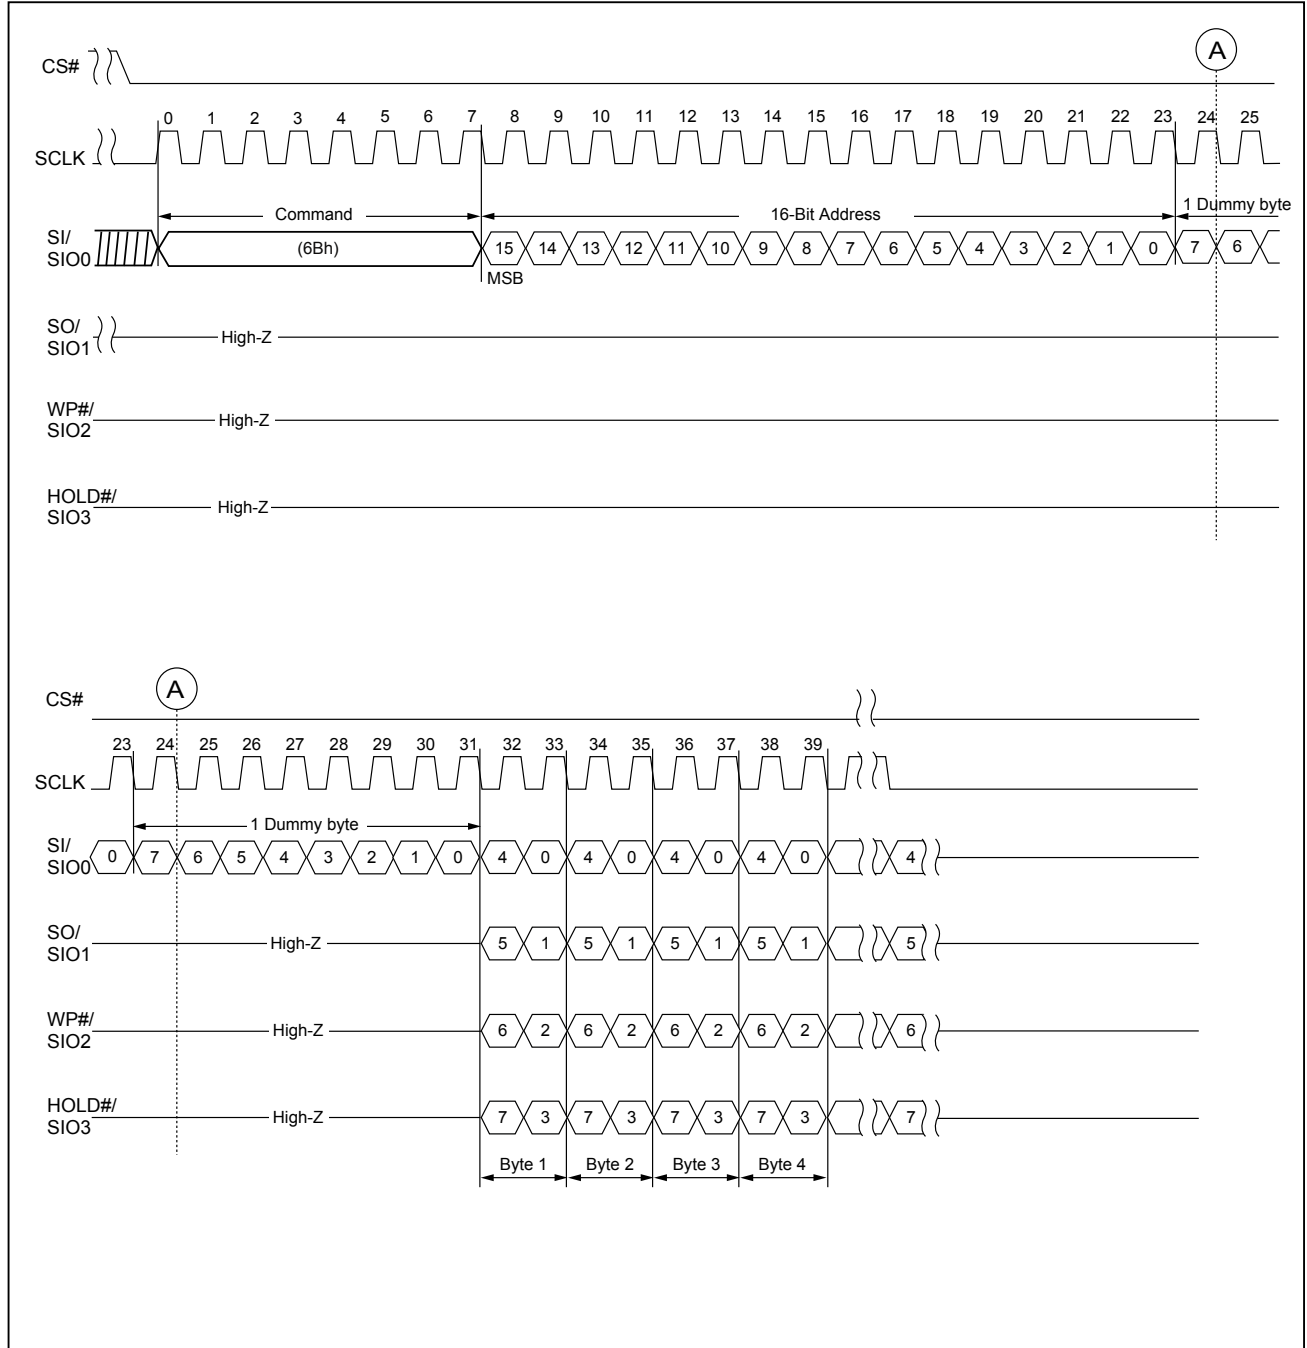 A
CS#
0 1 2 3 4 5 6 7 8 9 10 11 12 13 14 15 16 17 18 19 20 21 22 23 24 25
SCLK
Command 16-Bit Address 1 Dummy byte
SI/
SIO0
(6Bh) 15 14 13 12 11 10 9 8 7 6 5 4 3 2 1 0 7 6
MSB
SO/
SIO1
High-Z
WP#/
SIO2
High-Z
HOLD#/
SIO3
High-Z
A
CS#
23 24 25 26 27 28 29 30 31 32 33 34 35 36 37 38 39
SCLK
1 Dummy byte
SI/
SIO0
0 7 6 5 4 3 2 1 0 4 0 4 0 4 0 4 0 4
SO/
SIO1
High-Z 5 1 5 1 5 1 5 1 5
WP#/
SIO2
High-Z 6 2 6 2 6 2 6 2 6
HOLD#/
SIO3
High-Z 7 3 7 3 7 3 7 3 7
Byte 1 Byte 2 Byte 3 Byte 4